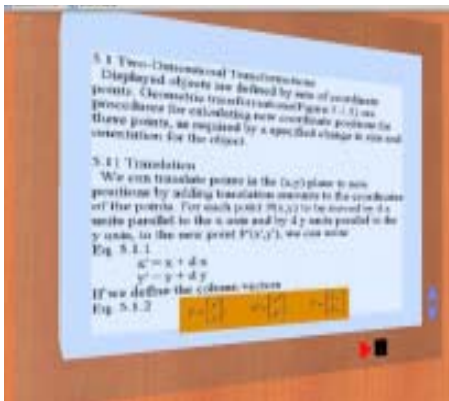 5.1 Two-Dimensional Transformations
Displayed objects are defined by sets of coordinate
points. Geometric transformations(Figure 5.1.1) are
procedures for calculating new coordinate positions for
these points, as required by a specified change in size and
orientation for the object.
5.11 Translation
We can translate points in the (x,y) plane to new
positions by adding translation amounts to the coordinates
of the points. For each point P(x,y) to be moved by d x
units parallel to the x axis and by d y units parallel to the
y axis, to the new point P'(x',y'), we can write
Eq 5.1.1
x'=x+dx
y'=y+dy
If we define the column vectors
Eq 5.1.2